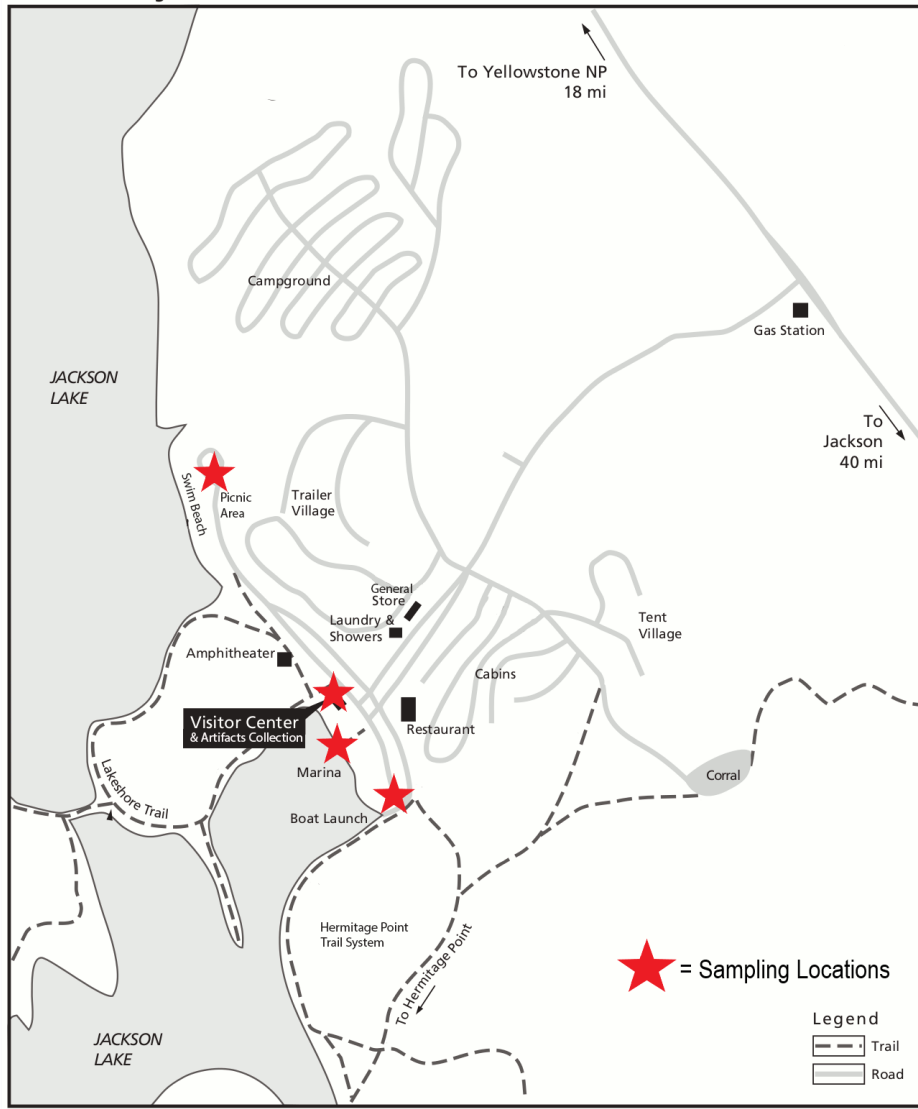 To Yellowstone NP
18 mi
Campground
Gas Station
JACKSON
LAKE
To
Jackson
40 mi
Swim Beach
Picnic
Area
Trailer
Village
General
Store
Laundry &
Showers
Tent
Village
Amphitheater
Cabins
Visitor Center
& Artifacts Collection
Restaurant
Marina
Lakeshore Trail
Corral
Boat Launch
Hermitage Point
Trail System
To Hermitage Point
= Sampling Locations
JACKSON
LAKE
Legend
Trail
Road